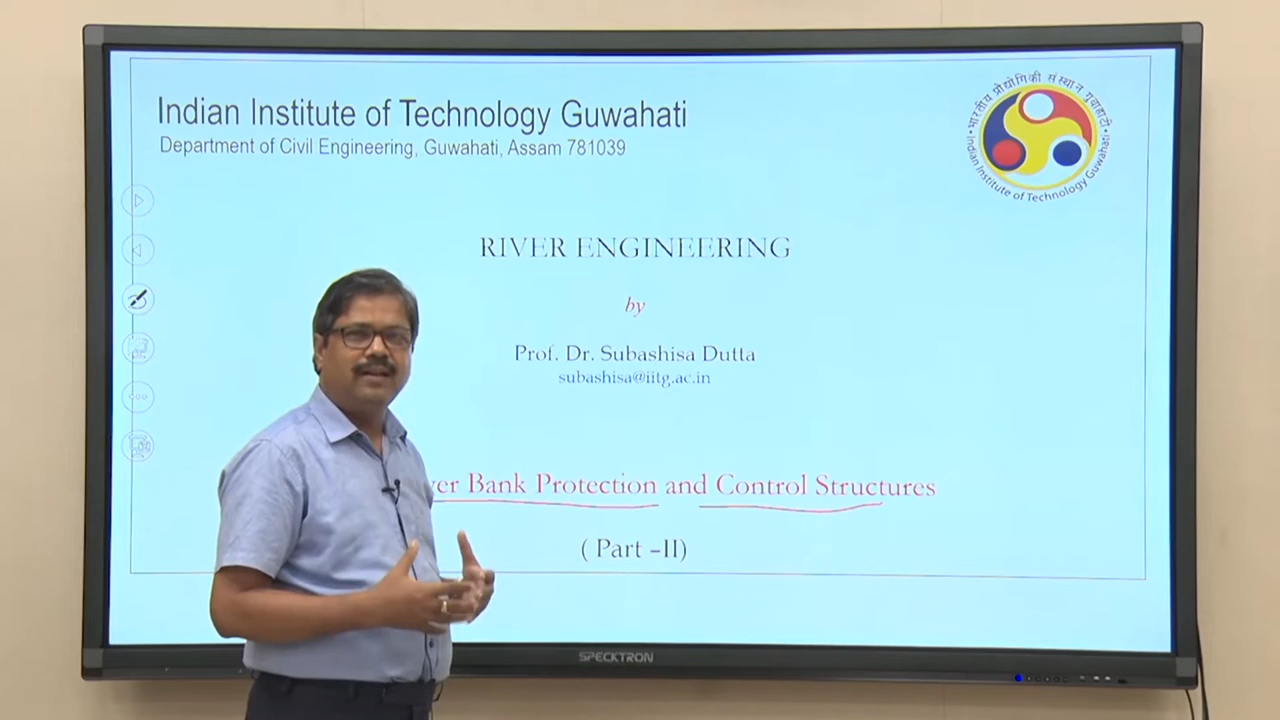 Indian Institute of Technology Guwahati
Department of Civil Engineering, Guwahati, Assam 781039
भारतीय प्रौद्योगिकी संस्थान गुवाहाटी
Indian Institute of Technology Guwahati
RIVER ENGINEERING
by
Prof. Dr. Subashisa Dutta
subashisa@iitg.ac.in
Bank Protection and Control Structures
( Part –II)
SPECKTRON